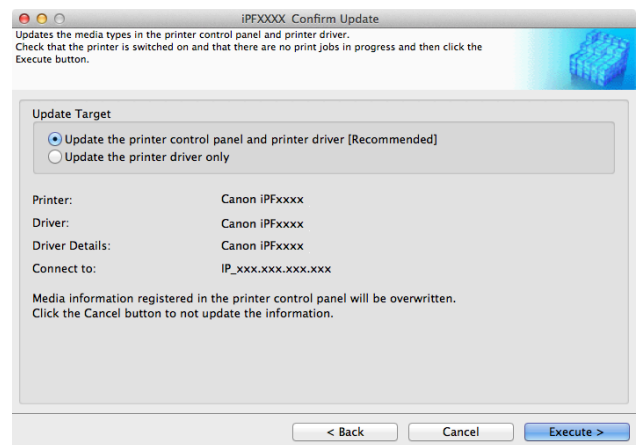 iPFXXXX Confirm Update
Updates the media types in the printer control panel and printer driver.
Check that the printer is switched on and that there are no print jobs in progress and then click the
Execute button.
Update Target
Update the printer control panel and printer driver [Recommended]
Update the printer driver only
Printer: Canon iPFxxxx
Driver: Canon iPFxxxx
Driver Details: Canon iPFxxxx
Connect to: IP_xxx.xxx.xxx.xxx
Media information registered in the printer control panel will be overwritten.
Click the Cancel button to not update the information.
< Back Cancel Execute >